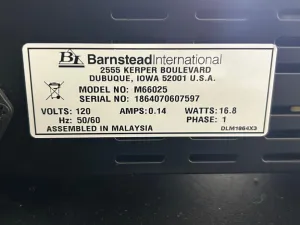 BI BarnsteadInternational
2555 KERPER BOULEVARD
DUBUQUE, IOWA 52001 U.S.A.
MODEL NO: M66025
SERIAL NO: 1864070607597
VOLTS: 120 AMPS: 0.14 WATTS: 16.8
Hz: 50/60 PHASE: 1
ASSEMBLED IN MALAYSIA DLM1864X3